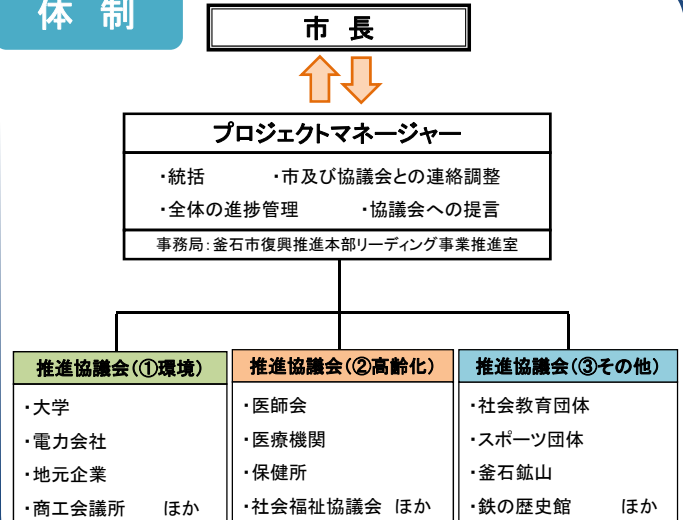 体 制
市 長
プロジェクトマネージャー
・統括 ・市及び協議会との連絡調整
・全体の進捗管理 ・協議会への提言
事務局：釜石市復興推進本部リーディング事業推進室
推進協議会（①環境）
・大学
・電力会社
・地元企業
・商工会議所 ほか
推進協議会（②高齢化）
・医師会
・医療機関
・保健所
・社会福祉協議会 ほか
推進協議会（③その他）
・社会教育団体
・スポーツ団体
・釜石鉱山
・鉄の歴史館 ほか